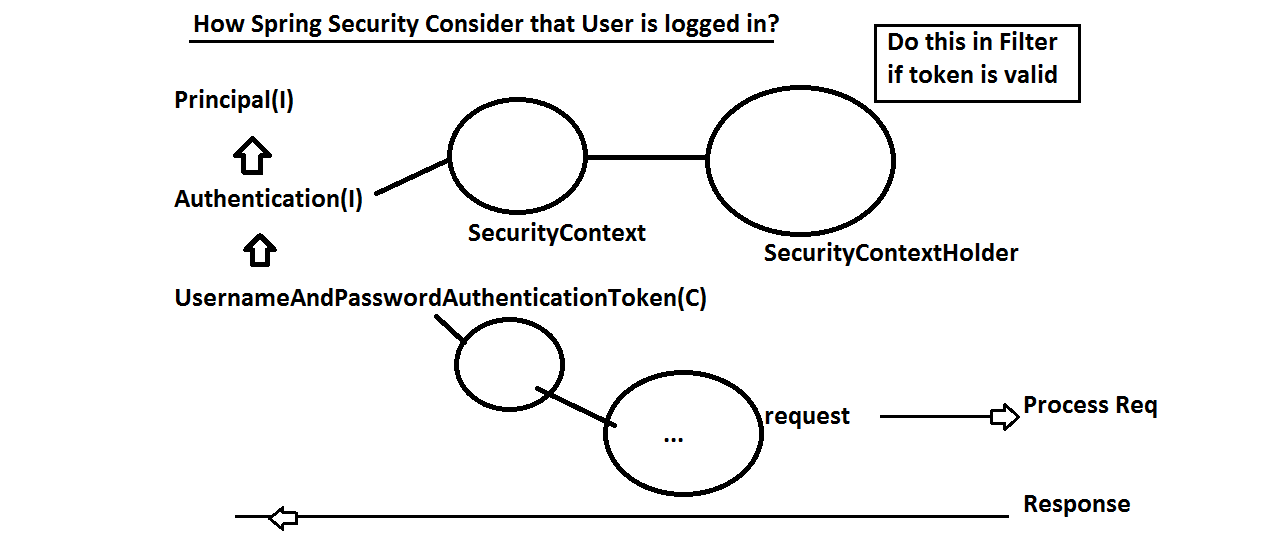 How Spring Security Consider that User is logged in?
Do this in Filter
if token is valid
Principal(I)
Authentication(I)
SecurityContext
SecurityContextHolder
UsernameAndPasswordAuthenticationToken(C)
...
request
Process Req
Response